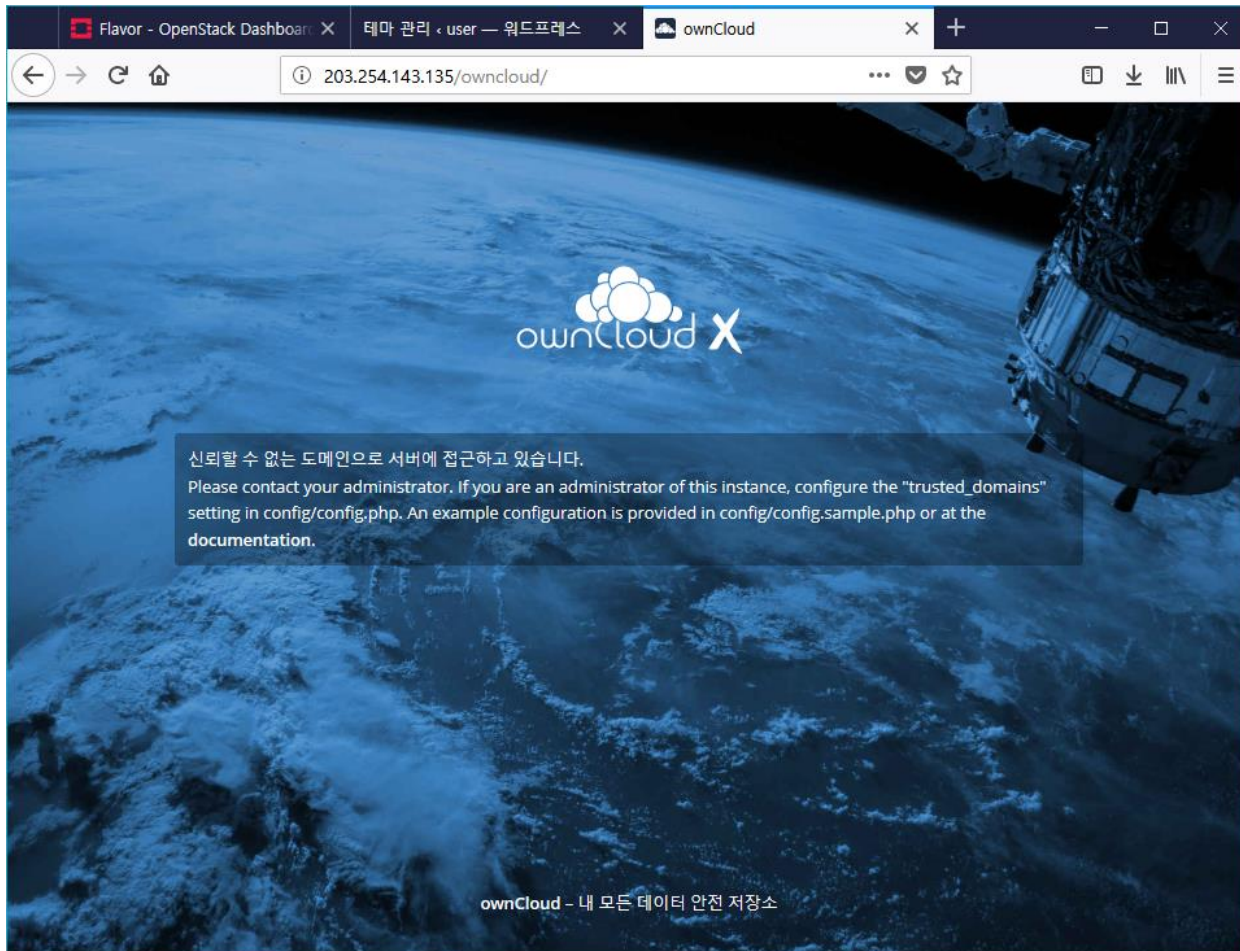 Flavor - OpenStack Dashboard
테마 관리 ‹ user — 워드프레스
ownCloud
203.254.143.135/owncloud/
ownCloud X
신뢰할 수 없는 도메인으로 서버에 접근하고 있습니다.
Please contact your administrator. If you are an administrator of this instance, configure the "trusted_domains"
setting in config/config.php. An example configuration is provided in config/config.sample.php or at the
documentation.
ownCloud – 내 모든 데이터 안전 저장소